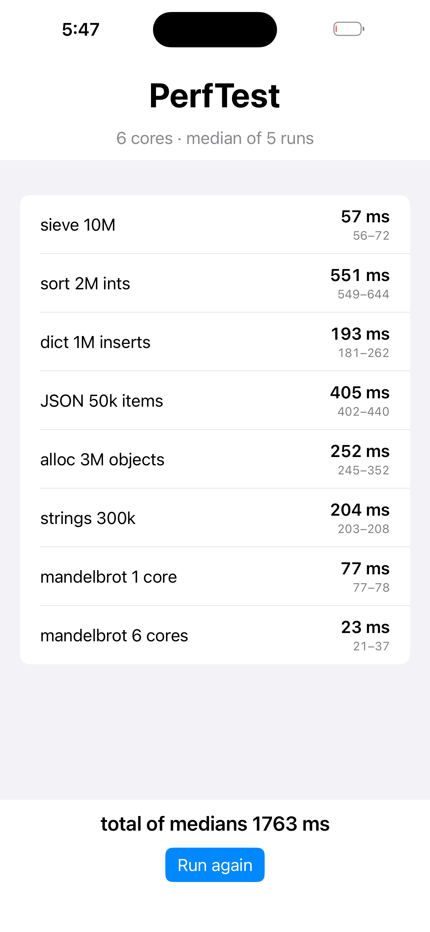 5:47
PerfTest
6 cores · median of 5 runs
sieve 10M
57 ms
56–72
sort 2M ints
551 ms
549–644
dict 1M inserts
193 ms
181–262
JSON 50k items
405 ms
402–440
alloc 3M objects
252 ms
245–352
strings 300k
204 ms
203–208
mandelbrot 1 core
77 ms
77–78
mandelbrot 6 cores
23 ms
21–37
total of medians 1763 ms
Run again